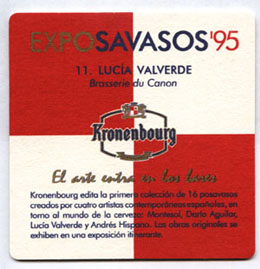 EXPOSAVASOS'95
11. LUCÍA VALVERDE
Brasserie du Canon
Kronenbourg
El arte entra en los bares
Kronenbourg edita la primera colección de 16 posavasos
creados por cuatro artistas contemporáneos españoles, en
torno al mundo de la cerveza: Montesol, Darío Aguilar,
Lucía Valverde y Andrés Hispano. Las obras originales se
exhiben en una exposición itinerante.